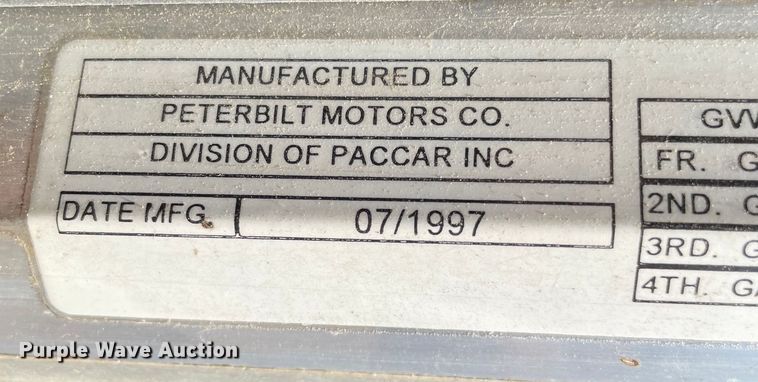 MANUFACTURED BY
PETERBILT MOTORS CO.
DIVISION OF PACCAR INC
DATE MFG. 07/1997
FR.
2ND.
3RD.
4TH.
Purple Wave Auction